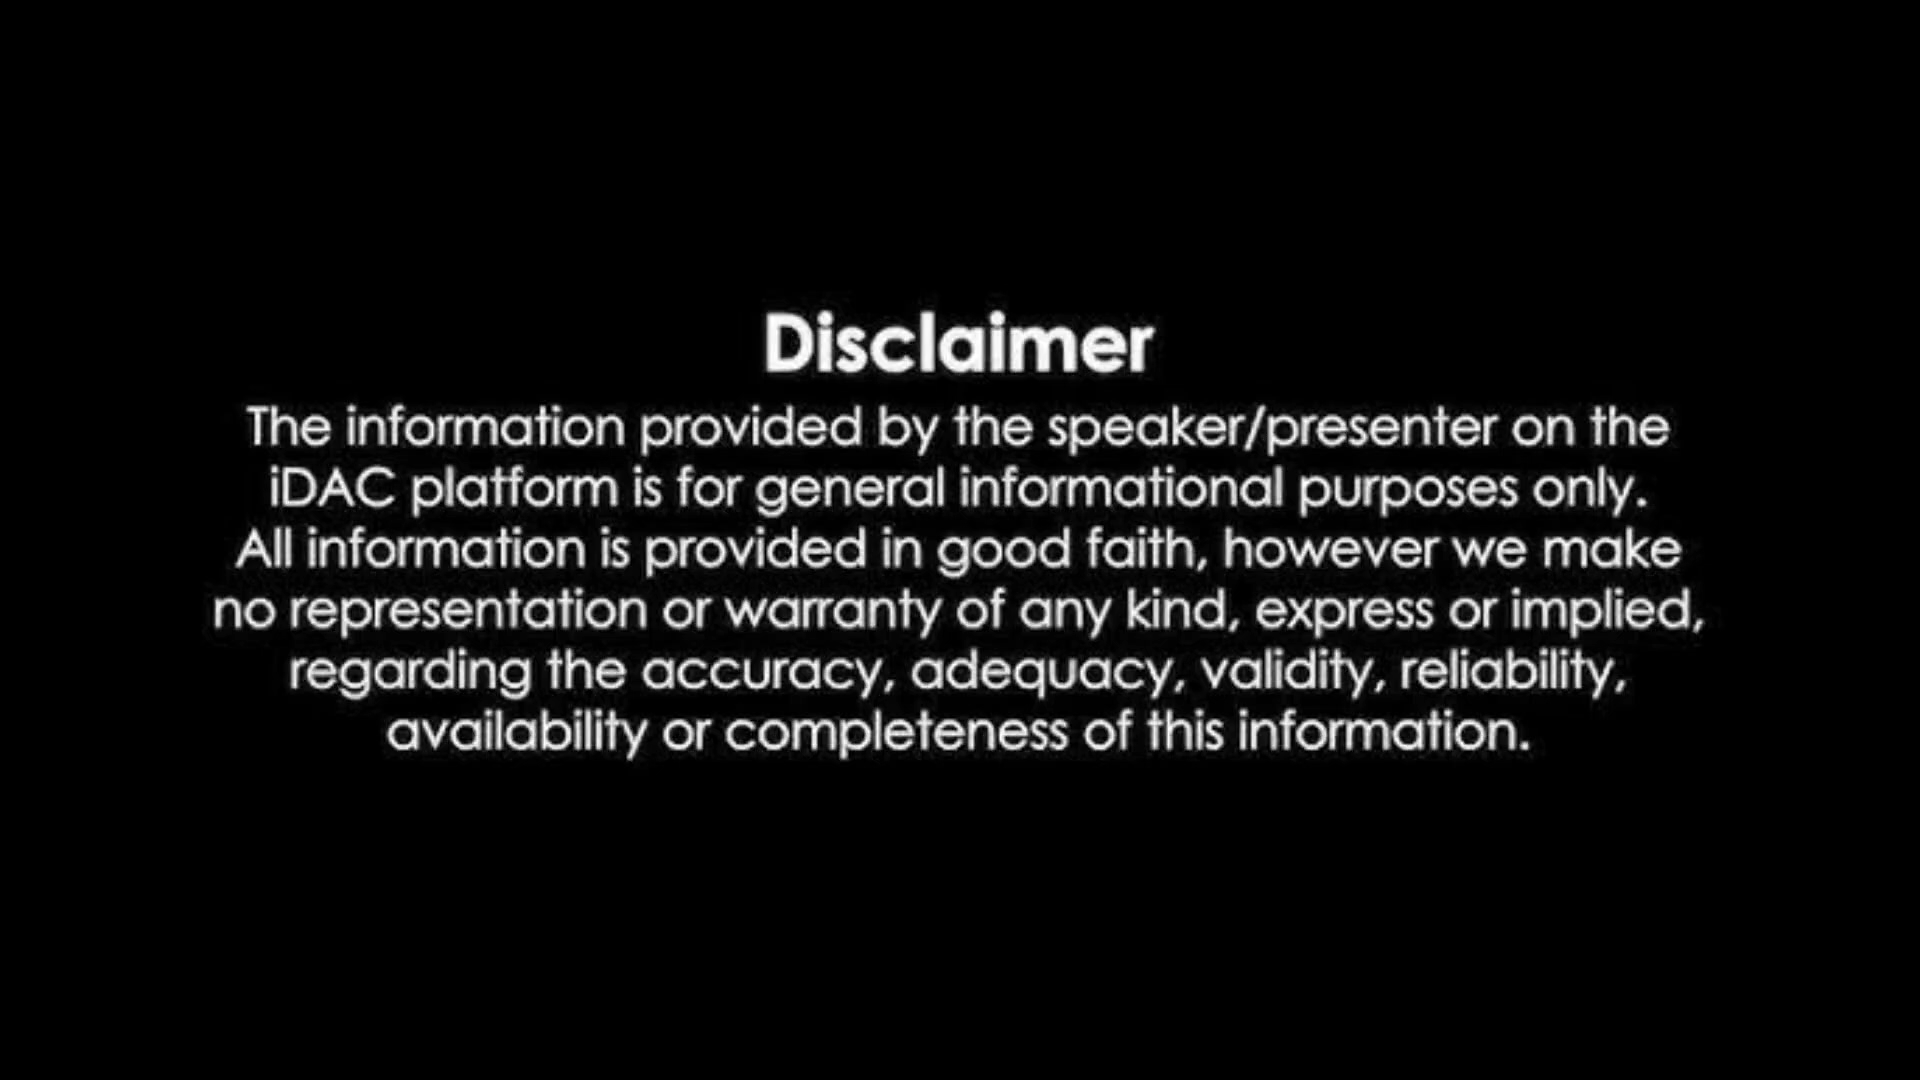 Disclaimer
The information provided by the speaker/presenter on the
iDAC platform is for general informational purposes only.
All information is provided in good faith, however we make
no representation or warranty of any kind, express or implied,
regarding the accuracy, adequacy, validity, reliability,
availability or completeness of this information.